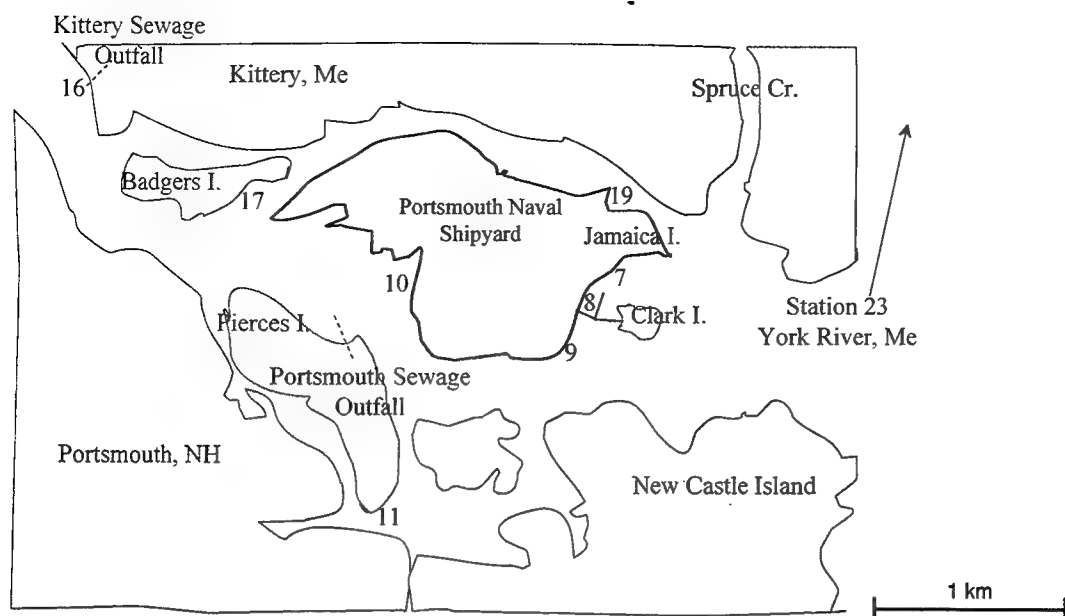 Kittery Sewage
Outfall
16
Kittery, Me
Spruce Cr.
Badgers I.
17
19
Portsmouth Naval
Shipyard
Jamaica I.
7
10
8
Clark I.
Station 23
York River, Me
Pierces I.
9
Portsmouth Sewage
Outfall
Portsmouth, NH
New Castle Island
11
1 km